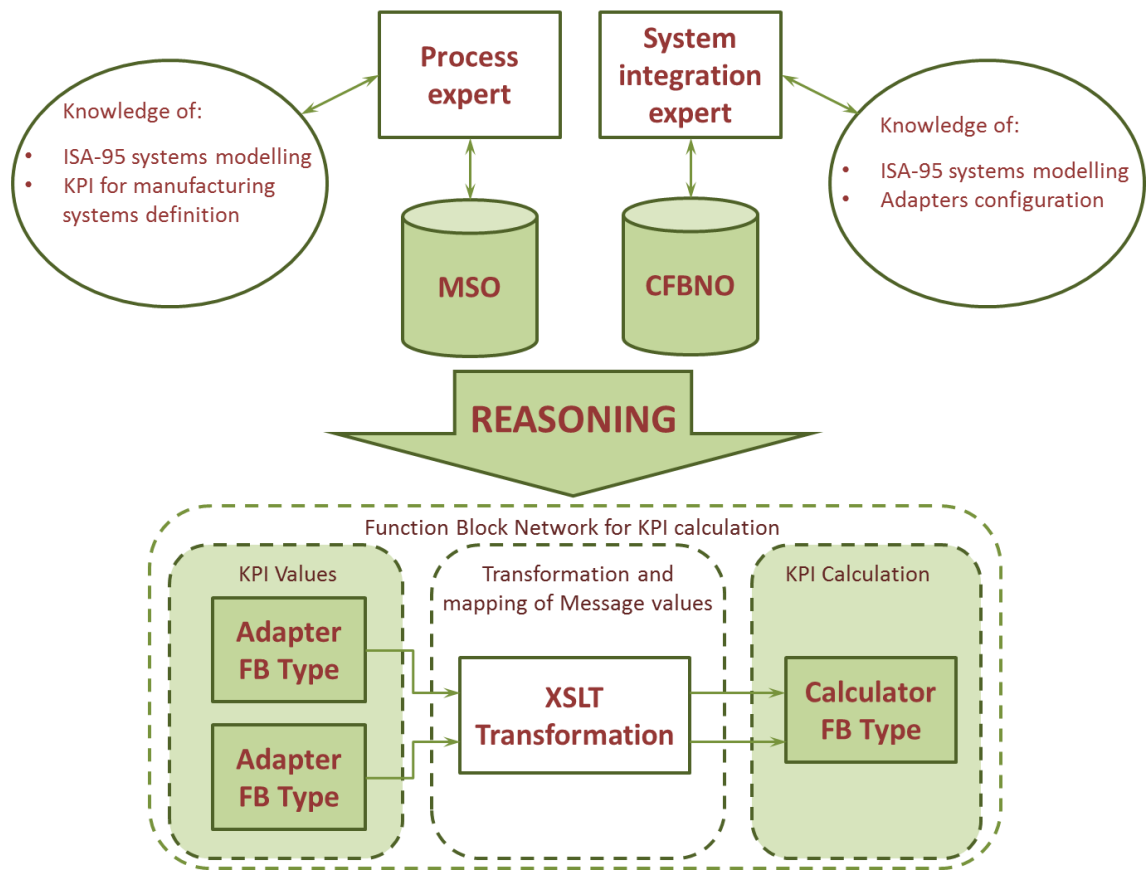 Process
expert
System
integration
expert
Knowledge of:
• ISA-95 systems modelling
• KPI for manufacturing
systems definition
Knowledge of:
• ISA-95 systems modelling
• Adapters configuration
MSO
CFBNO
REASONING
Function Block Network for KPI calculation
KPI Values
Adapter
FB Type
Adapter
FB Type
Transformation and
mapping of Message values
XSLT
Transformation
KPI Calculation
Calculator
FB Type